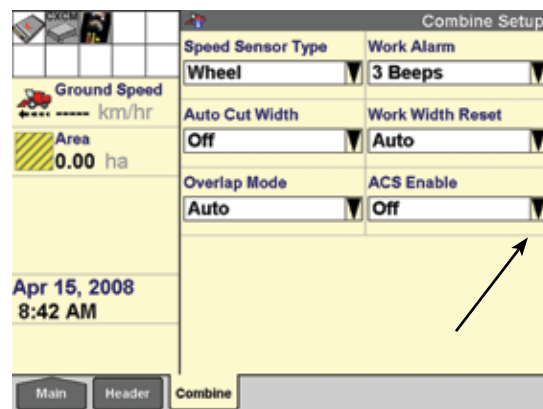 CXCM
Combine Setup
Speed Sensor Type
Work Alarm
Wheel
3 Beeps
Ground Speed
----- km/hr
Auto Cut Width
Work Width Reset
Off
Auto
Area
0.00 ha
Overlap Mode
ACS Enable
Auto
Off
Apr 15, 2008
8:42 AM
Main
Header
Combine